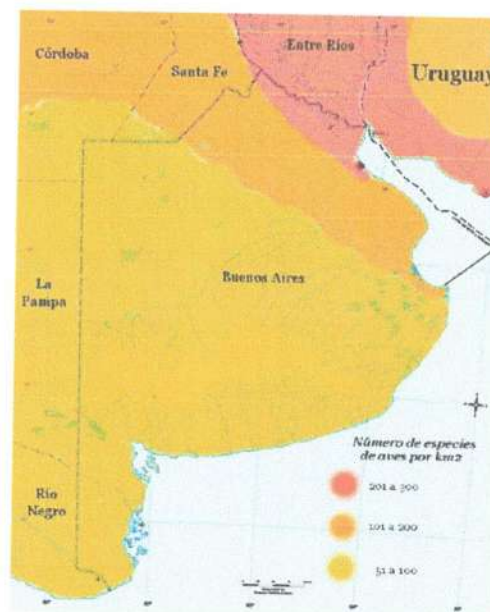 Córdoba
Santa Fe
Entre Ríos
Uruguay
La
Pampa
Buenos Aires
Río
Negro
Número de especies
de aves por km2
201 a 300
101 a 200
51 a 100